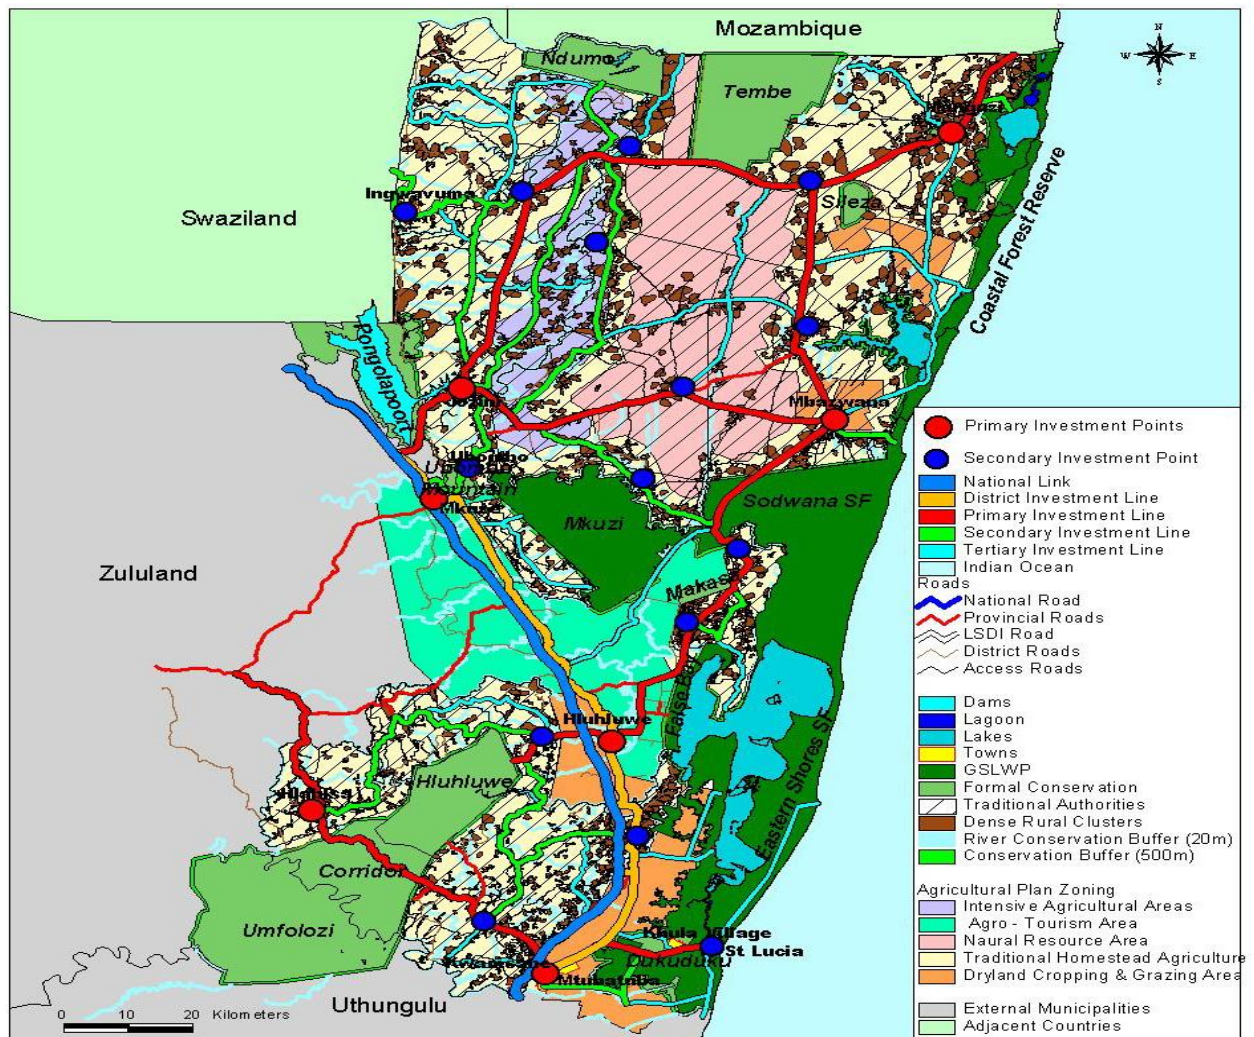 Mozambique
N
W E
S
Ndumo
Tembe
Ingwavuma
Sileza
Swaziland
Coastal Forest Reserve
Pongolapoort
Jozini
Mbazwana
Mountain
Mkuze
Mkuzi
Sodwana SF
Zululand
Makasa
False Bay
Hluhluwe
Hluhluwe
Eastern Shores SF
Corridor
Umfolozi
Khula Village
St Lucia
Dukuduku
Mtubatuba
Uthungulu
0 10 20 Kilometers
Primary Investment Points
Secondary Investment Point
National Link
District Investment Line
Primary Investment Line
Secondary Investment Line
Tertiary Investment Line
Indian Ocean
Roads
National Road
Provincial Roads
LSDI Road
District Roads
Access Roads
Dams
Lagoon
Lakes
Towns
GSLWP
Formal Conservation
Traditional Authorities
Dense Rural Clusters
River Conservation Buffer (20m)
Conservation Buffer (500m)
Agricultural Plan Zoning
Intensive Agricultural Areas
Agro - Tourism Area
Naural Resource Area
Traditional Homestead Agriculture
Dryland Cropping & Grazing Area
External Municipalities
Adjacent Countries